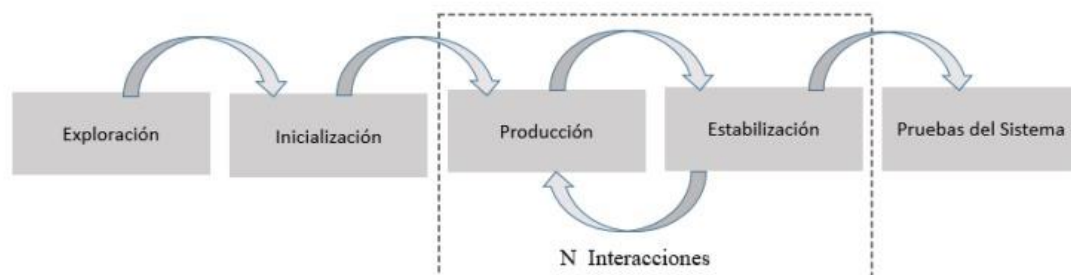 Exploración
Inicialización
Producción
Estabilización
Pruebas del Sistema
N Interacciones